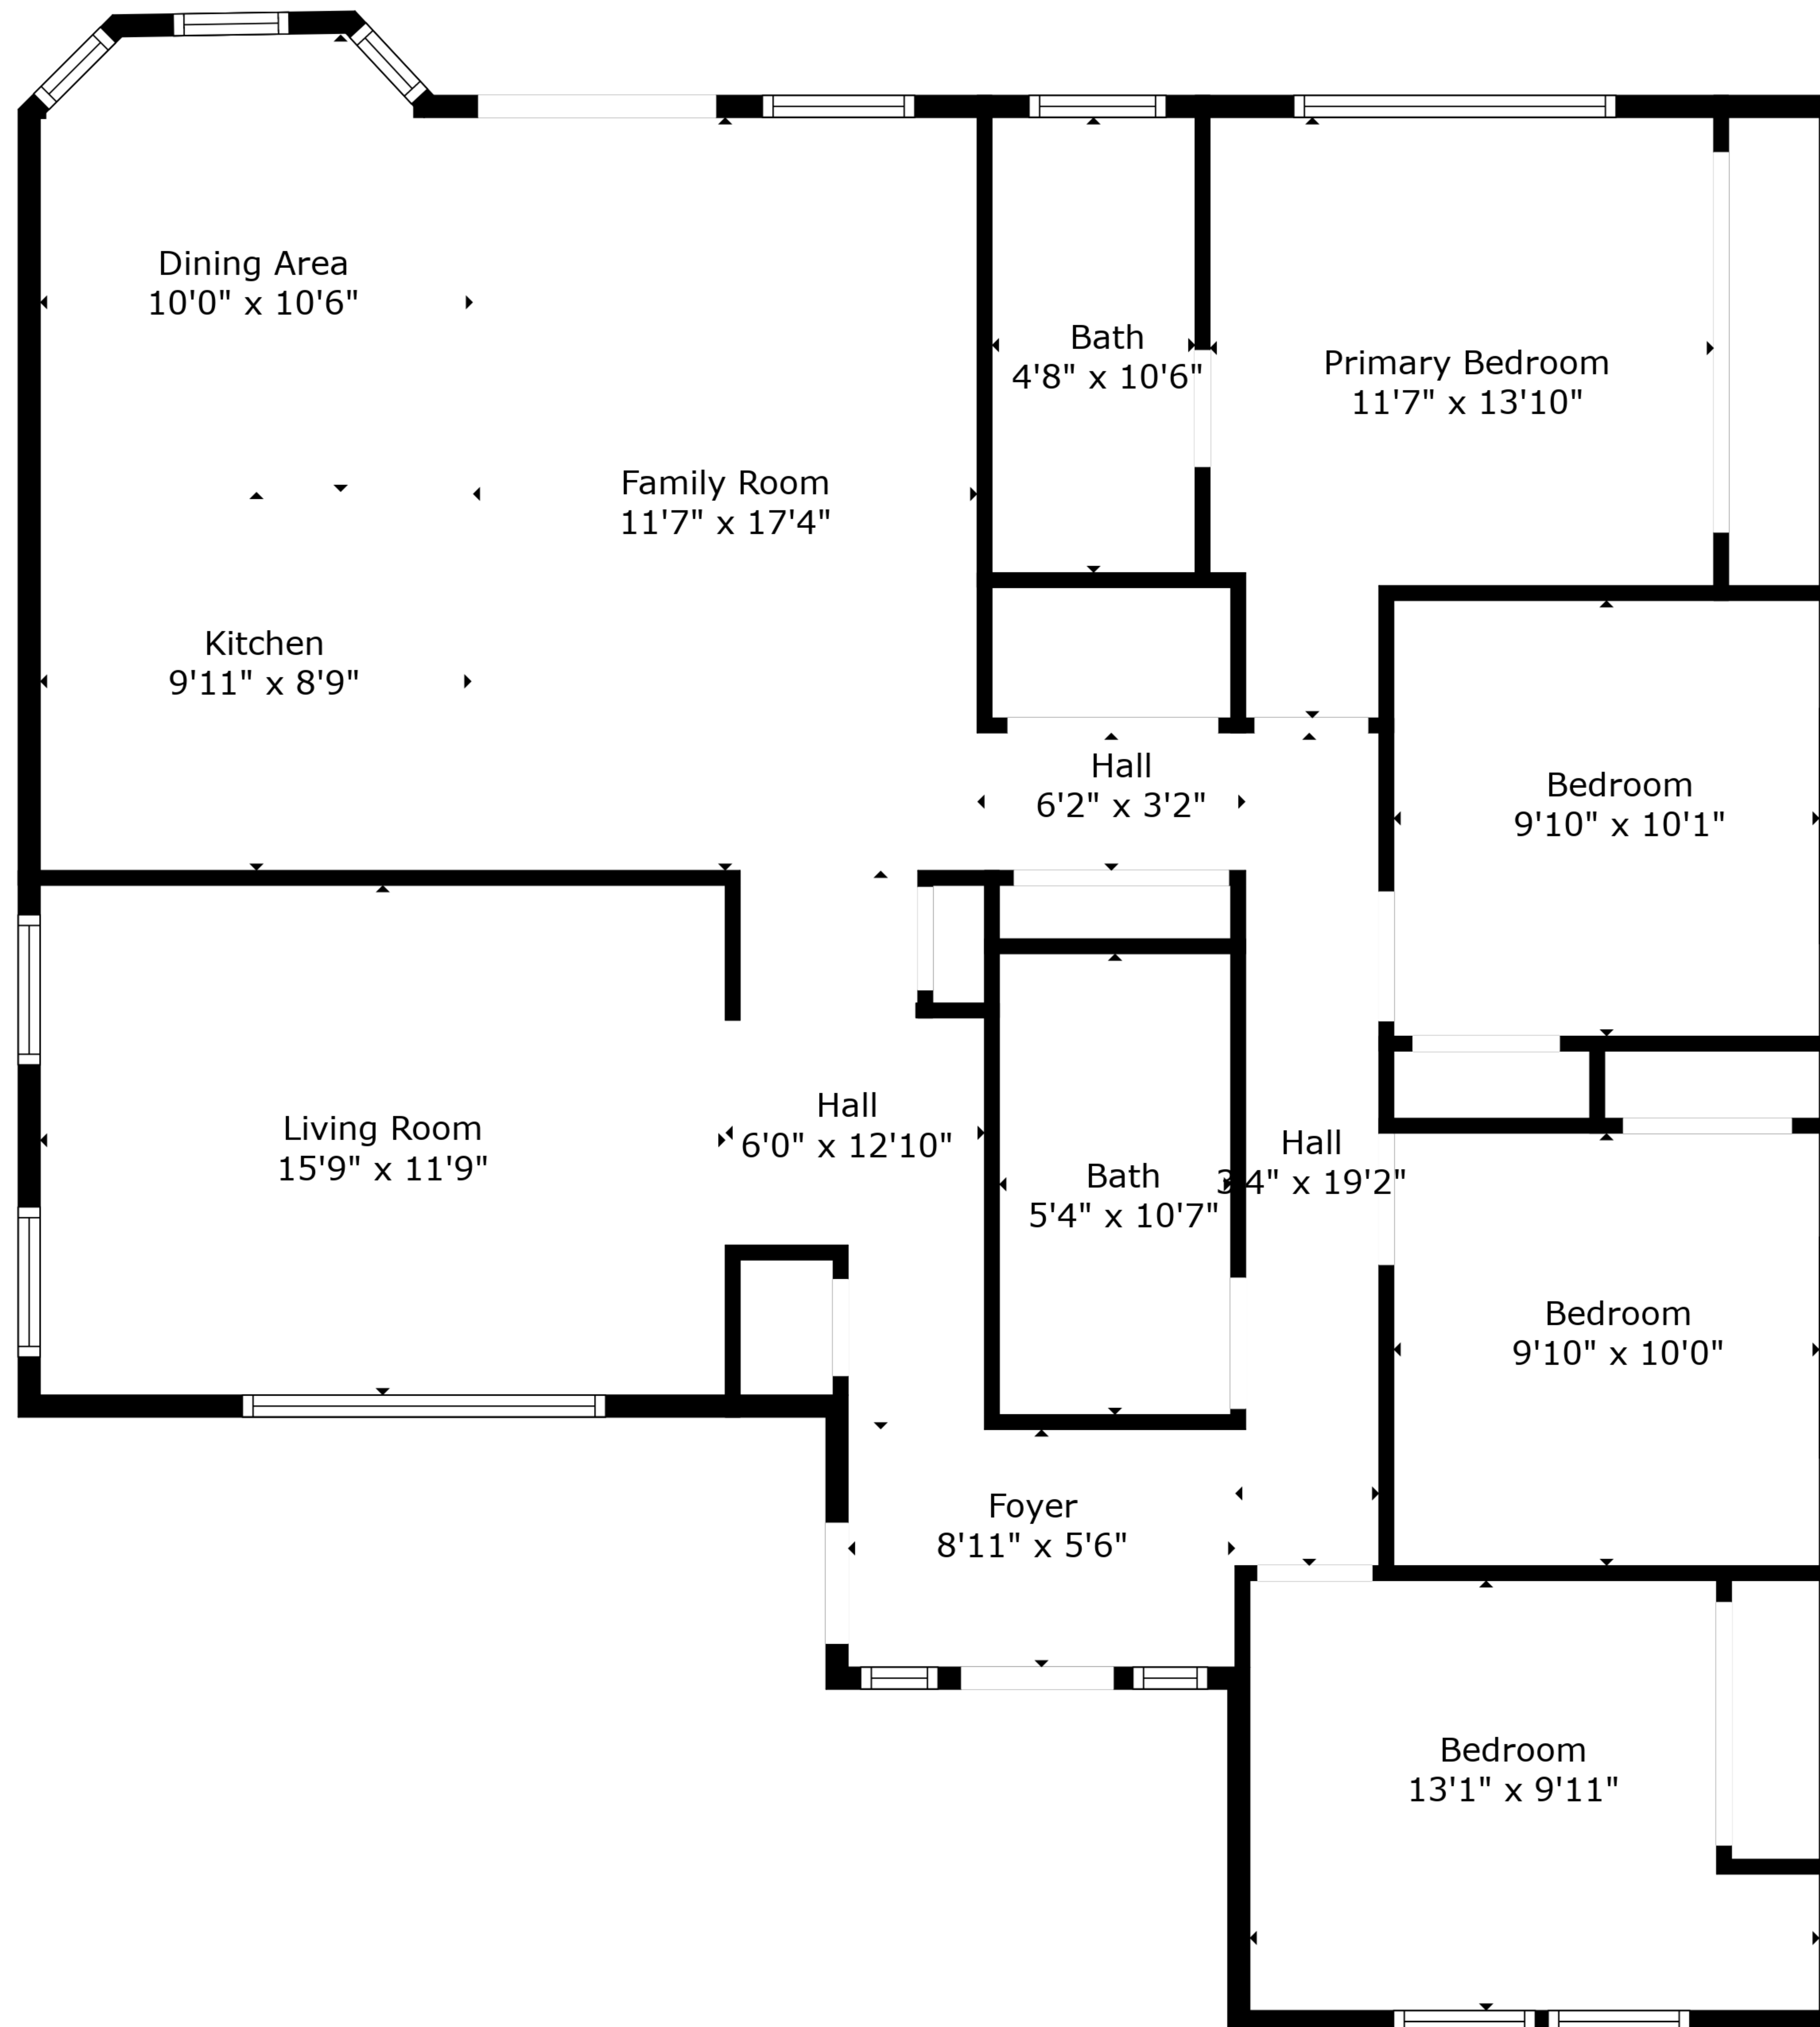 Dining Area
10'0" x 10'6"
Bath
4'8" x 10'6"
Primary Bedroom
11'7" x 13'10"
Family Room
11'7" x 17'4"
Kitchen
9'11" x 8'9"
Hall
6'2" x 3'2"
Bedroom
9'10" x 10'1"
Living Room
15'9" x 11'9"
Hall
6'0" x 12'10"
Bath
5'4" x 10'7"
Hall
3'4" x 19'2"
Bedroom
9'10" x 10'0"
Foyer
8'11" x 5'6"
Bedroom
13'1" x 9'11"